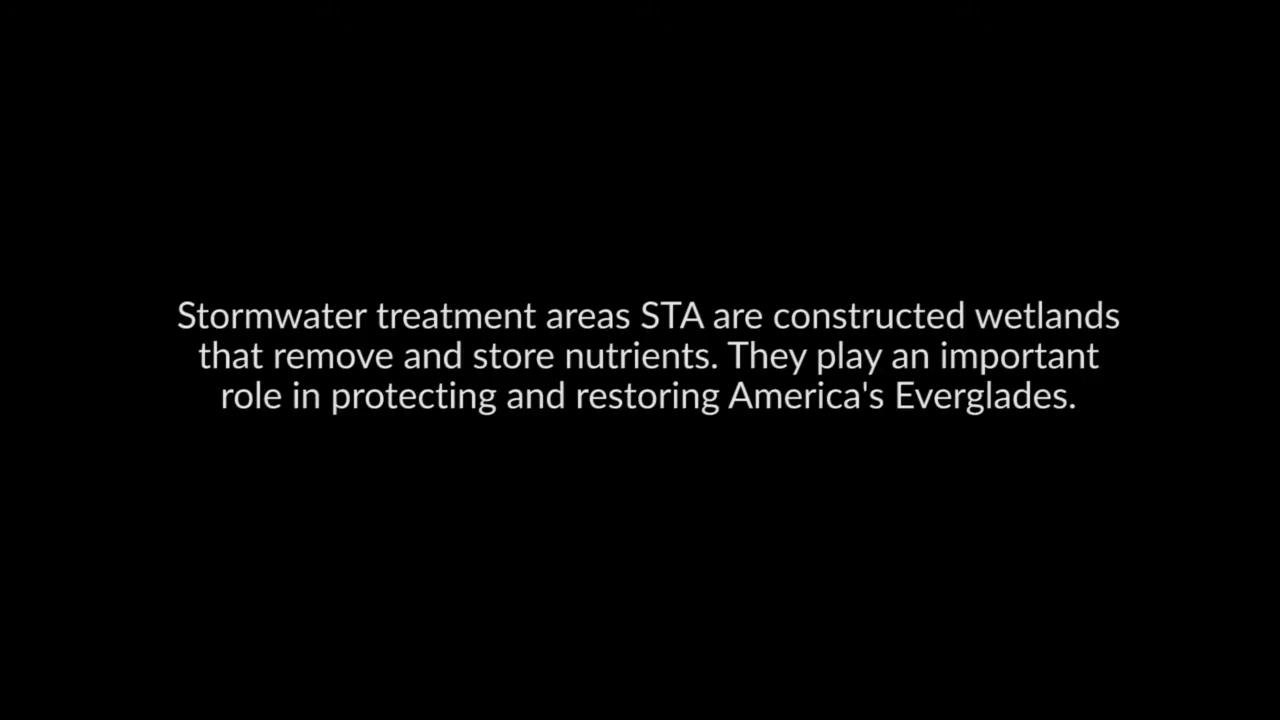 Stormwater treatment areas STA are constructed wetlands
that remove and store nutrients. They play an important
role in protecting and restoring America's Everglades.